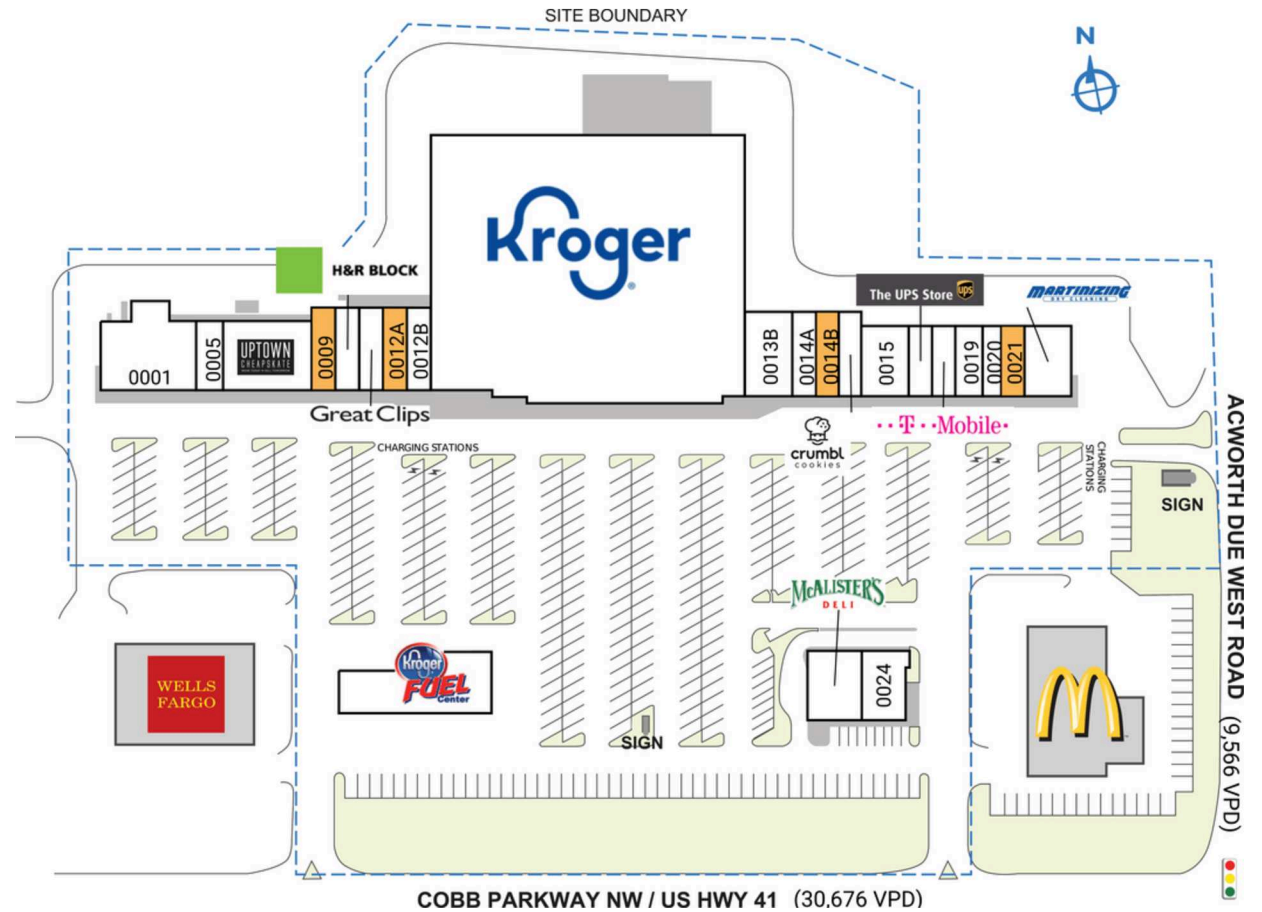 SITE BOUNDARY
N
Kroger
H&R BLOCK
The UPS Store
ups
MARTINIZING
DRY CLEANING
0001
0005
UPTOWN
CHEAPSKATE
0009
0012A
0012B
0013B
0014A
0014B
0015
0019
0020
0021
Great Clips
T Mobile
crumbl
cookies
CHARGING STATIONS
CHARGING
STATIONS
SIGN
McALISTER'S
DELI
0024
WELLS
FARGO
Kroger
FUEL
Center
SIGN
ACWORTH DUE WEST ROAD (9,566 VPD)
COBB PARKWAY NW / US HWY 41 (30,676 VPD)